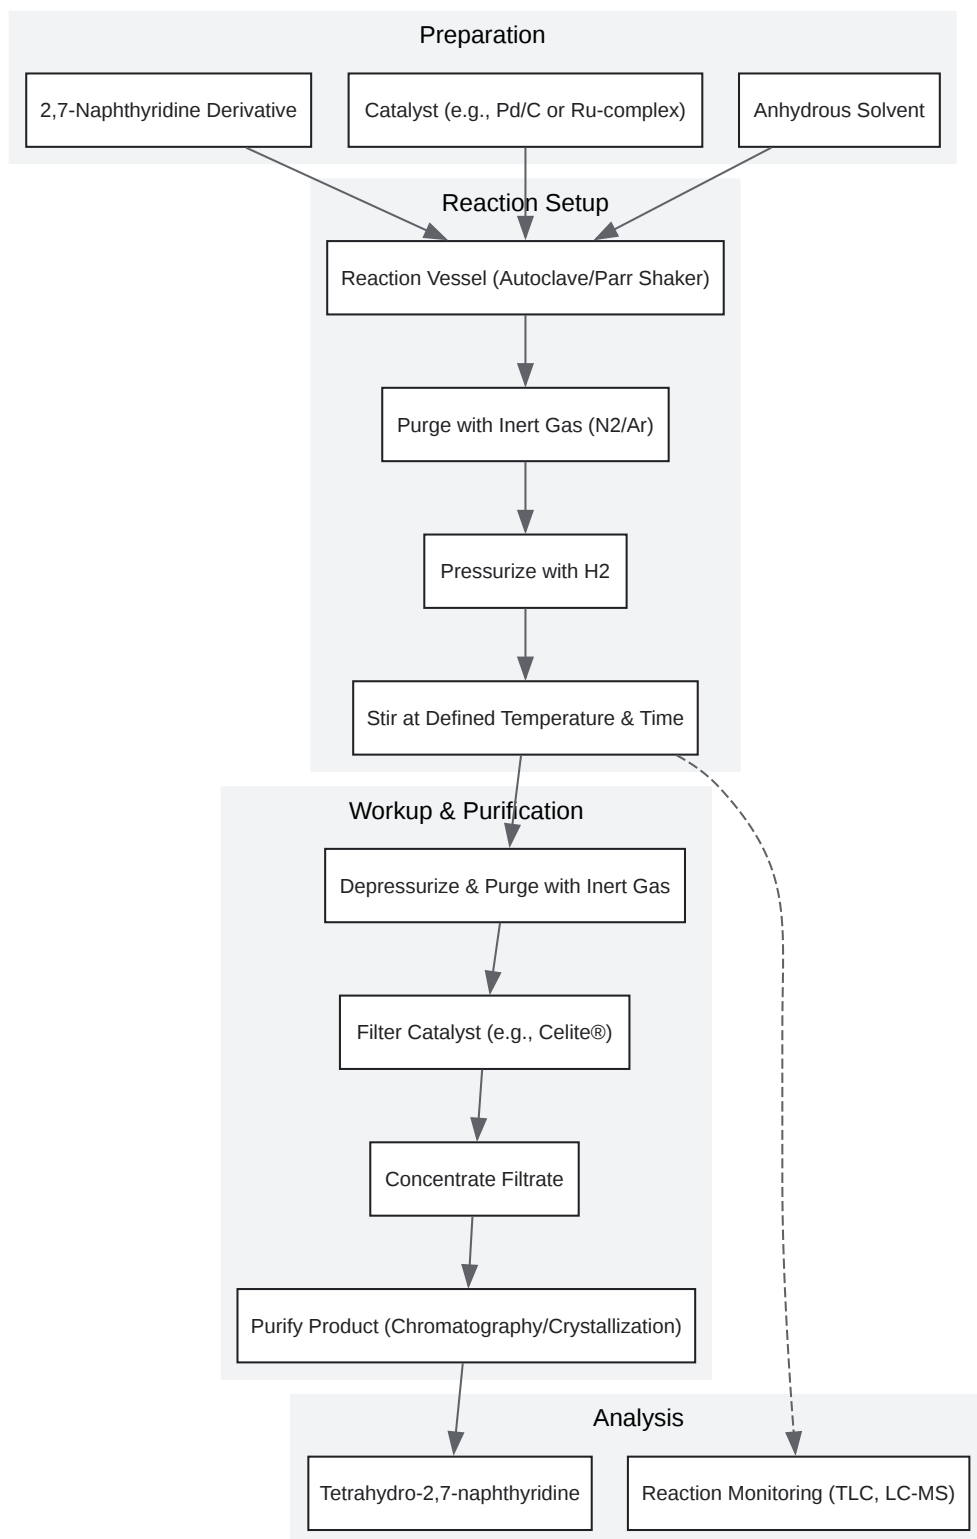 Preparation
2,7-Naphthyridine Derivative
Catalyst (e.g., Pd/C or Ru-complex)
Anhydrous Solvent
Reaction Setup
Reaction Vessel (Autoclave/Parr Shaker)
Purge with Inert Gas (N2/Ar)
Pressurize with H2
Stir at Defined Temperature & Time
Workup & Purification
Depressurize & Purge with Inert Gas
Filter Catalyst (e.g., Celite®)
Concentrate Filtrate
Purify Product (Chromatography/Crystallization)
Analysis
Tetrahydro-2,7-naphthyridine
Reaction Monitoring (TLC, LC-MS)